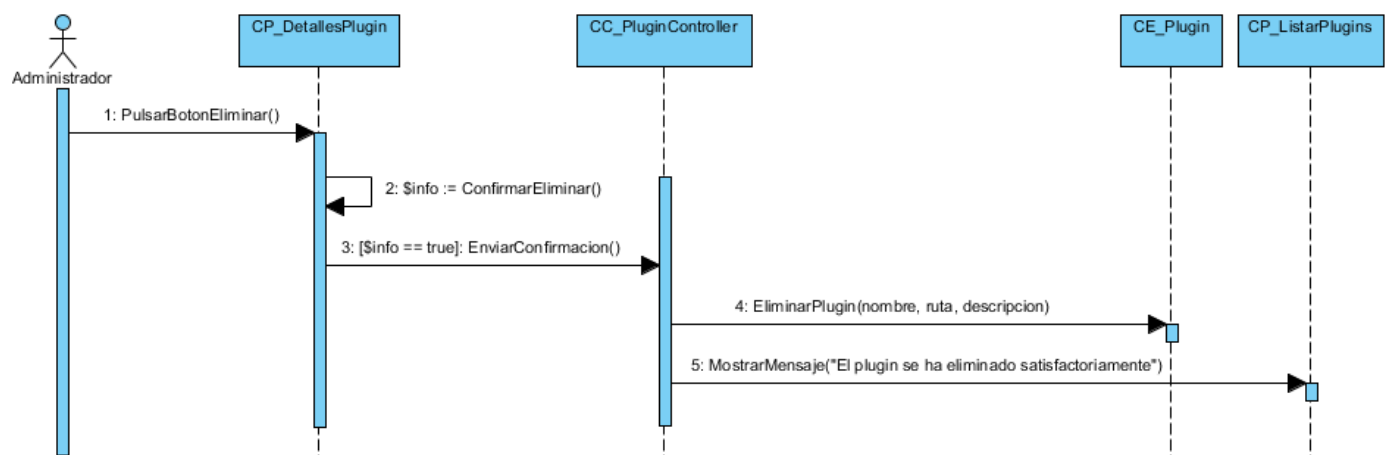 CP_DetallesPlugin
CC_PluginController
CE_Plugin
CP_ListarPlugins
Administrador
1: PulsarBotonEliminar()
2: $info := ConfirmarEliminar()
3: [$info == true]: EnviarConfirmacion()
4: EliminarPlugin(nombre, ruta, descripcion)
5: MostrarMensaje("El plugin se ha eliminado satisfactoriamente")